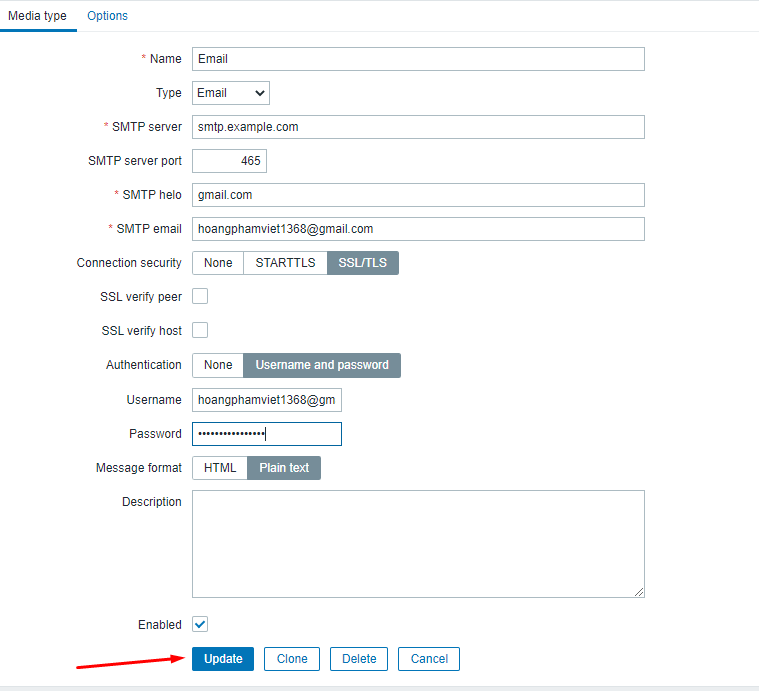 Media type Options
* Name Email
Type Email
* SMTP server smtp.example.com
SMTP server port 465
* SMTP helo gmail.com
* SMTP email hoangphamviet1368@gmail.com
Connection security None STARTTLS SSL/TLS
SSL verify peer
SSL verify host
Authentication None Username and password
Username hoangphamviet1368@gm
Password ••••••••••••••••
Message format HTML Plain text
Description
Enabled
Update Clone Delete Cancel